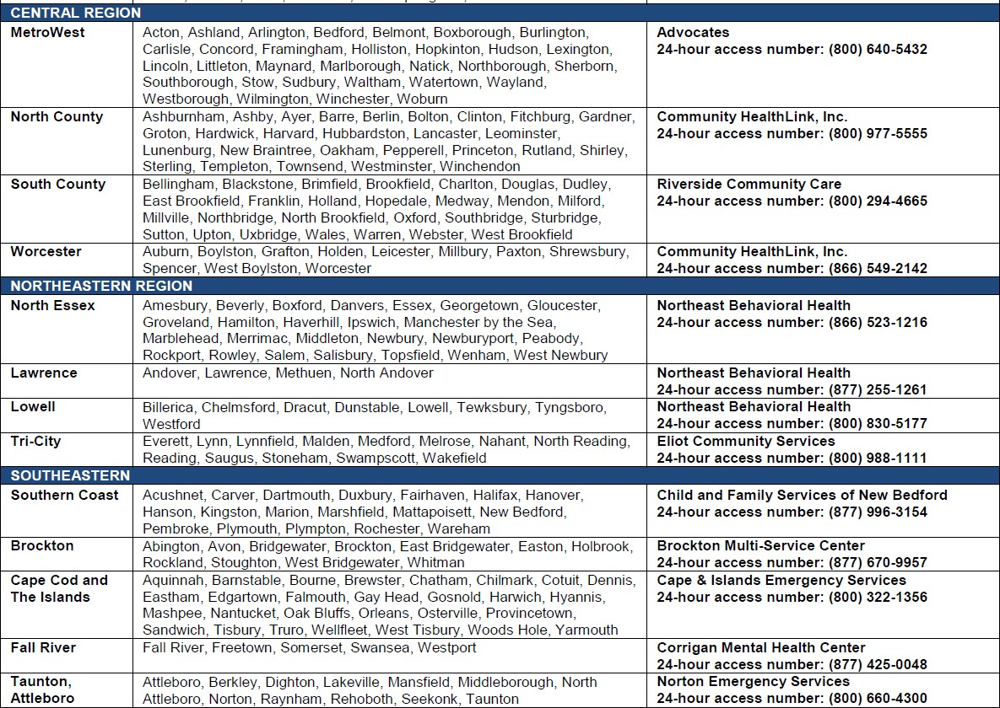 CENTRAL REGION
MetroWest
Acton, Ashland, Arlington, Bedford, Belmont, Boxborough, Burlington,
Carlisle, Concord, Framingham, Holliston, Hopkinton, Hudson, Lexington,
Lincoln, Littleton, Maynard, Marlborough, Natick, Northborough, Sherborn,
Southborough, Stow, Sudbury, Waltham, Watertown, Wayland,
Westborough, Wilmington, Winchester, Woburn
Advocates
24-hour access number: (800) 640-5432
North County
Ashburnham, Ashby, Ayer, Barre, Berlin, Bolton, Clinton, Fitchburg, Gardner,
Groton, Hardwick, Harvard, Hubbardston, Lancaster, Leominster,
Lunenburg, New Braintree, Oakham, Pepperell, Princeton, Rutland, Shirley,
Sterling, Templeton, Townsend, Westminster, Winchendon
Community HealthLink, Inc.
24-hour access number: (800) 977-5555
South County
Bellingham, Blackstone, Brimfield, Brookfield, Charlton, Douglas, Dudley,
East Brookfield, Franklin, Holland, Hopedale, Medway, Mendon, Milford,
Millville, Northbridge, North Brookfield, Oxford, Southbridge, Sturbridge,
Sutton, Upton, Uxbridge, Wales, Warren, Webster, West Brookfield
Riverside Community Care
24-hour access number: (800) 294-4665
Worcester
Auburn, Boylston, Grafton, Holden, Leicester, Millbury, Paxton, Shrewsbury,
Spencer, West Boylston, Worcester
Community HealthLink, Inc.
24-hour access number: (866) 549-2142
NORTHEASTERN REGION
North Essex
Amesbury, Beverly, Boxford, Danvers, Essex, Georgetown, Gloucester,
Groveland, Hamilton, Haverhill, Ipswich, Manchester by the Sea,
Marblehead, Merrimac, Middleton, Newbury, Newburyport, Peabody,
Rockport, Rowley, Salem, Salisbury, Topsfield, Wenham, West Newbury
Northeast Behavioral Health
24-hour access number: (866) 523-1216
Lawrence
Andover, Lawrence, Methuen, North Andover
Northeast Behavioral Health
24-hour access number: (877) 255-1261
Lowell
Billerica, Chelmsford, Dracut, Dunstable, Lowell, Tewksbury, Tyngsboro,
Westford
Northeast Behavioral Health
24-hour access number: (800) 830-5177
Tri-City
Everett, Lynn, Lynnfield, Malden, Medford, Melrose, Nahant, North Reading,
Reading, Saugus, Stoneham, Swampscott, Wakefield
Eliot Community Services
24-hour access number: (800) 988-1111
SOUTHEASTERN
Southern Coast
Acushnet, Carver, Dartmouth, Duxbury, Fairhaven, Halifax, Hanover,
Hanson, Kingston, Marion, Marshfield, Mattapoisett, New Bedford,
Pembroke, Plymouth, Plympton, Rochester, Wareham
Child and Family Services of New Bedford
24-hour access number: (877) 996-3154
Brockton
Abington, Avon, Bridgewater, Brockton, East Bridgewater, Easton, Holbrook,
Rockland, Stoughton, West Bridgewater, Whitman
Brockton Multi-Service Center
24-hour access number: (877) 670-9957
Cape Cod and
The Islands
Aquinnah, Barnstable, Bourne, Brewster, Chatham, Chilmark, Cotuit, Dennis,
Eastham, Edgartown, Falmouth, Gay Head, Gosnold, Harwich, Hyannis,
Mashpee, Nantucket, Oak Bluffs, Orleans, Osterville, Provincetown,
Sandwich, Tisbury, Truro, Wellfleet, West Tisbury, Woods Hole, Yarmouth
Cape & Islands Emergency Services
24-hour access number: (800) 322-1356
Fall River
Fall River, Freetown, Somerset, Swansea, Westport
Corrigan Mental Health Center
24-hour access number: (877) 425-0048
Taunton,
Attleboro
Attleboro, Berkley, Dighton, Lakeville, Mansfield, Middleborough, North
Attleboro, Norton, Raynham, Rehoboth, Seekonk, Taunton
Norton Emergency Services
24-hour access number: (800) 660-4300